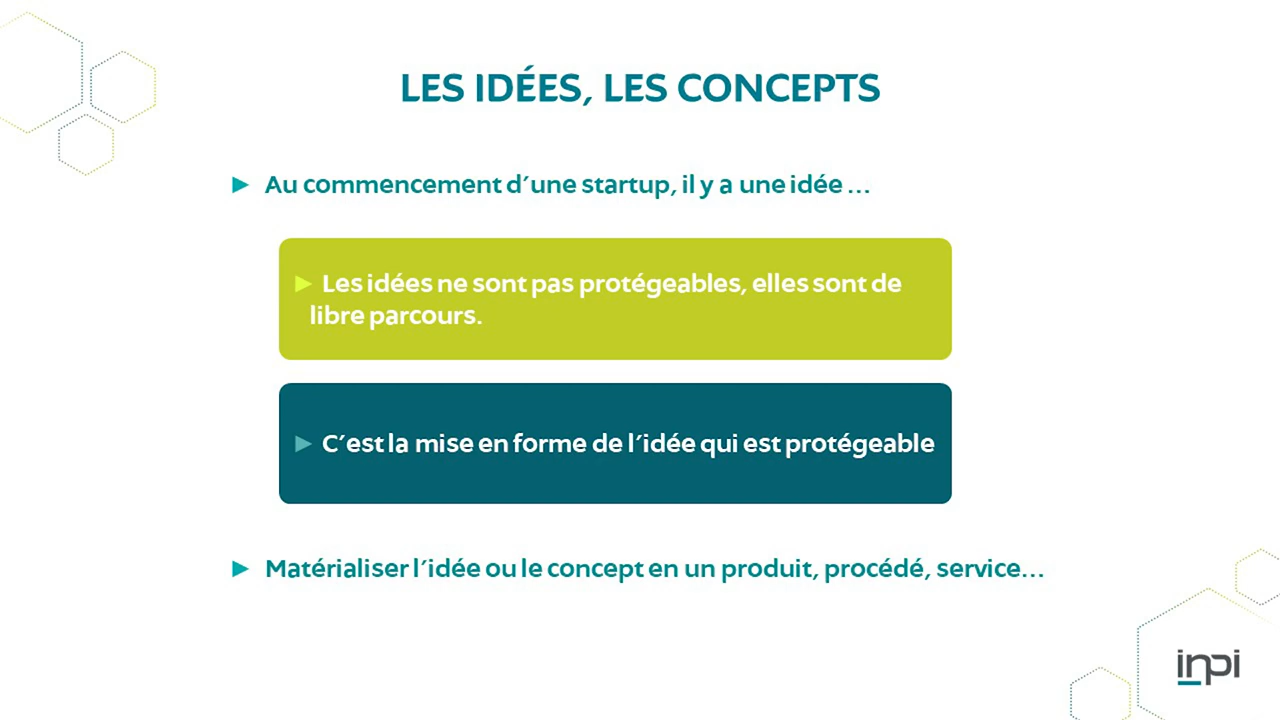 LES IDÉES, LES CONCEPTS
► Au commencement d’une startup, il y a une idée …
► Les idées ne sont pas protégeables, elles sont de
libre parcours.
► C’est la mise en forme de l’idée qui est protégeable
► Matérialiser l’idée ou le concept en un produit, procédé, service…
inpi